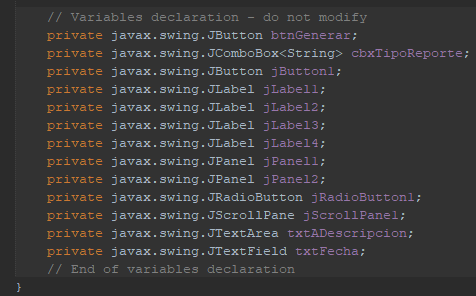 // Variables declaration - do not modify
private javax.swing.JButton btnGenerar;
private javax.swing.JComboBox<String> cbxTipoReporte;
private javax.swing.JButton jButton1;
private javax.swing.JLabel jLabel1;
private javax.swing.JLabel jLabel2;
private javax.swing.JLabel jLabel3;
private javax.swing.JLabel jLabel4;
private javax.swing.JPanel jPanel1;
private javax.swing.JPanel jPanel2;
private javax.swing.JRadioButton jRadioButton1;
private javax.swing.JScrollPane jScrollPane1;
private javax.swing.JTextArea txtADescripcion;
private javax.swing.JTextField txtFecha;
// End of variables declaration
}